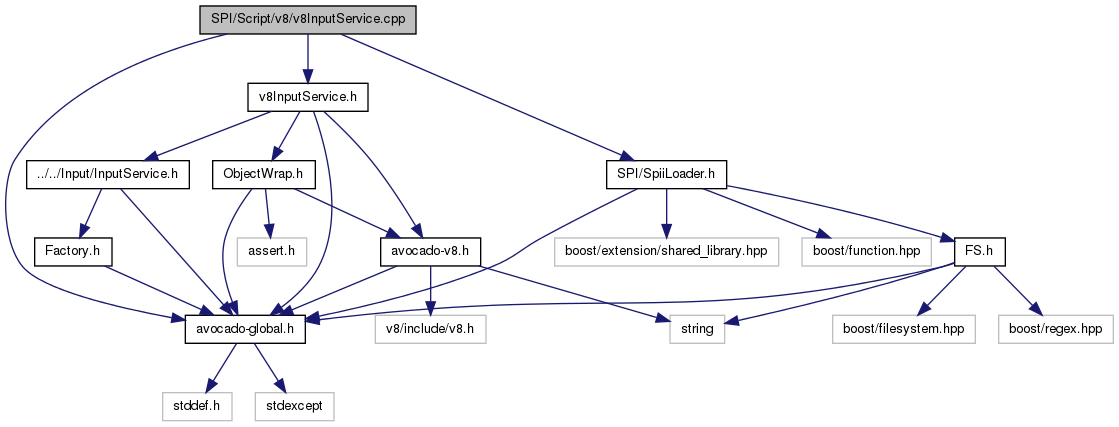 SPI/Script/v8/v8InputService.cpp
v8InputService.h
../../Input/InputService.h
ObjectWrap.h
SPI/SpiiLoader.h
Factory.h
assert.h
avocado-v8.h
boost/extension/shared_library.hpp
boost/function.hpp
FS.h
avocado-global.h
v8/include/v8.h
string
boost/filesystem.hpp
boost/regex.hpp
stddef.h
stdexcept